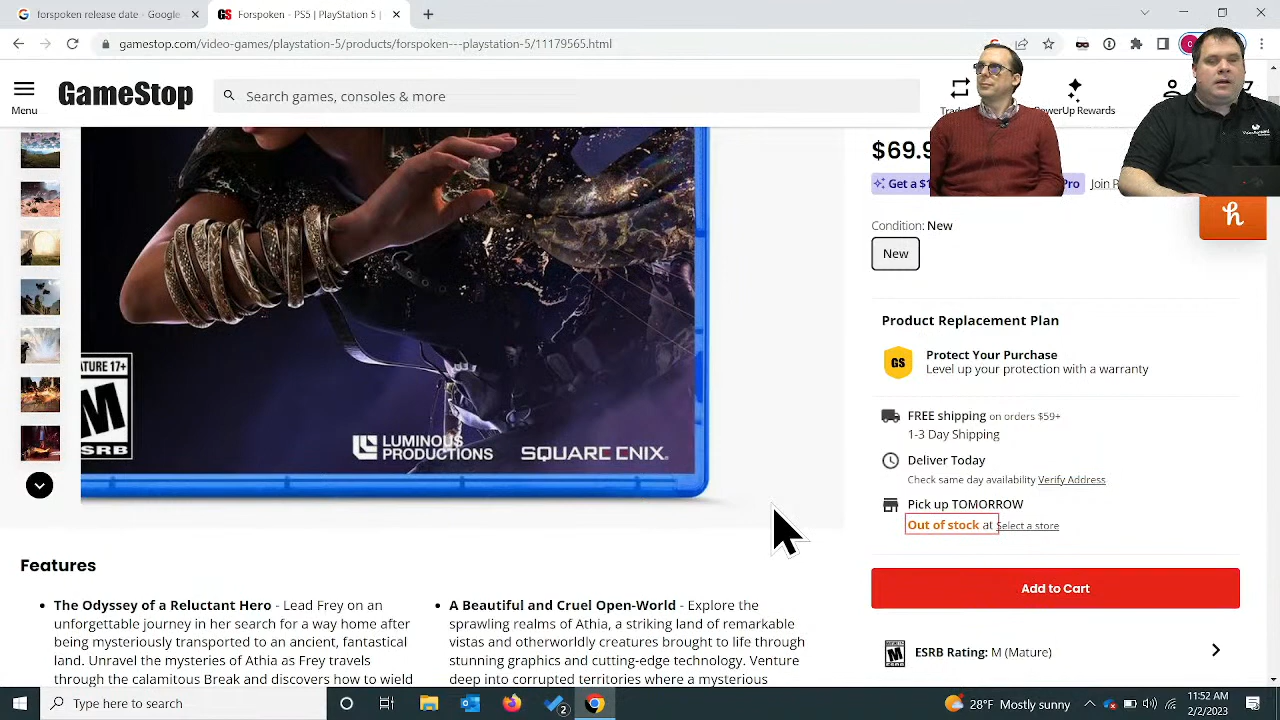 forspoken release date - Google
Forspoken - PS5 | PlayStation 5 |
gamestop.com/video-games/playstation-5/products/forspoken---playstation-5/11179565.html
Menu
GameStop
Search games, consoles & more
PowerUp Rewards
$69.9
Get a $
Pro
Join
Condition: New
New
Product Replacement Plan
GS
Protect Your Purchase
Level up your protection with a warranty
FREE shipping on orders $59+
1-3 Day Shipping
Deliver Today
Check same day availability Verify Address
Pick up TOMORROW
Out of stock at Select a store
Add to Cart
ESRB Rating: M (Mature)
ATURE 17+
M
SRB
LUMINOUS
PRODUCTIONS
SQUARE ENIX
Features
• The Odyssey of a Reluctant Hero - Lead Frey on an
unforgettable journey in her search for a way home after
being mysteriously transported to an ancient, fantastical
land. Unravel the mysteries of Athia as Frey travels
through the calamitous Break and discovers how to wield
• A Beautiful and Cruel Open-World - Explore the
sprawling realms of Athia, a striking land of remarkable
vistas and otherworldly creatures brought to life through
stunning graphics and cutting-edge technology. Venture
deep into corrupted territories where a mysterious
Type here to search
2
28°F Mostly sunny
11:52 AM
2/2/2023